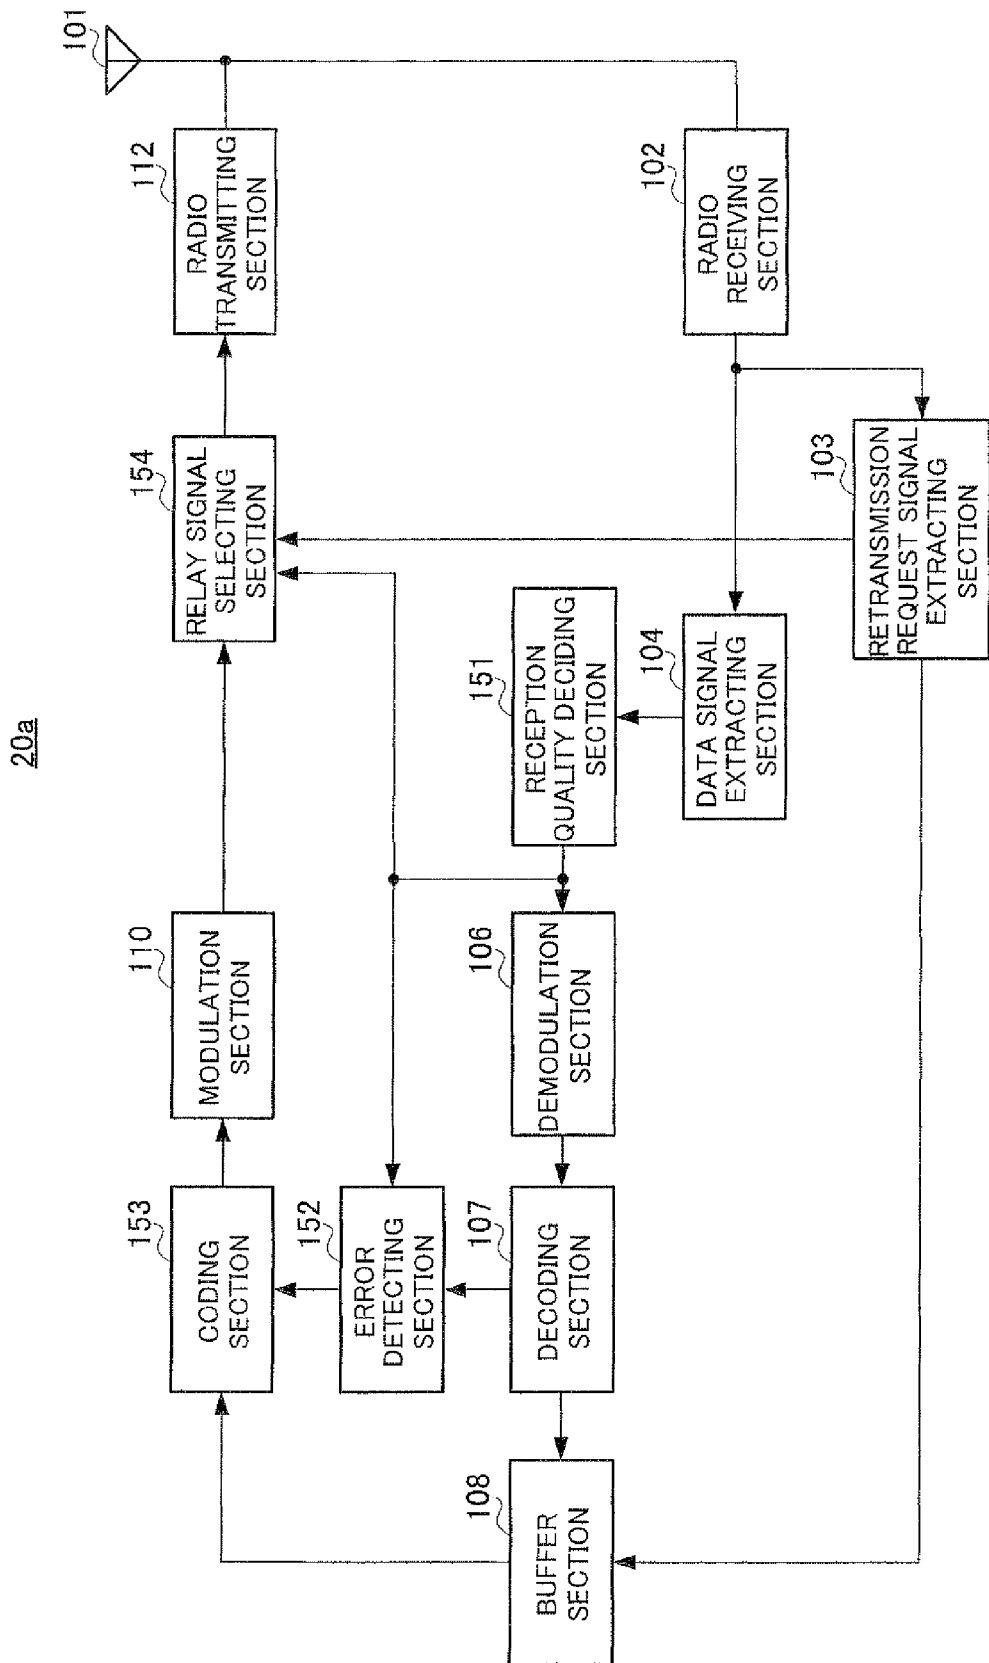 20a
101
153
CODING
SECTION
110
MODULATION
SECTION
154
RELAY SIGNAL
SELECTING
SECTION
112
RADIO
TRANSMITTING
SECTION
152
ERROR
DETECTING
SECTION
108
BUFFER
SECTION
107
DECODING
SECTION
106
DEMODULATION
SECTION
151
RECEPTION
QUALITY DECIDING
SECTION
104
DATA SIGNAL
EXTRACTING
SECTION
102
RADIO
RECEIVING
SECTION
103
RETRANSMISSION
REQUEST SIGNAL
EXTRACTING
SECTION